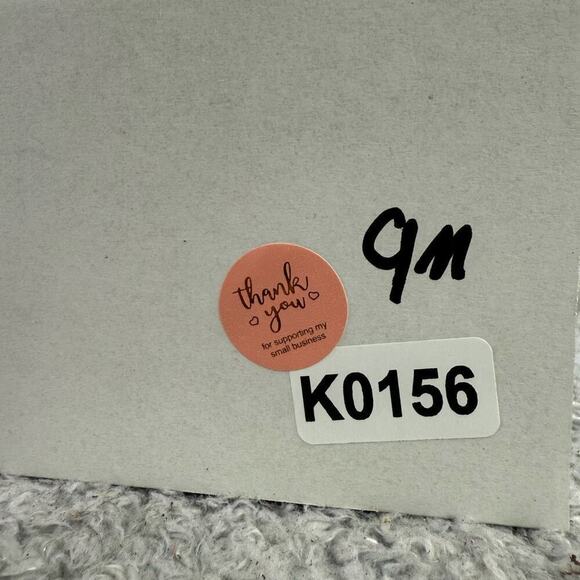 9M
thank
you
for supporting my
small business
K0156